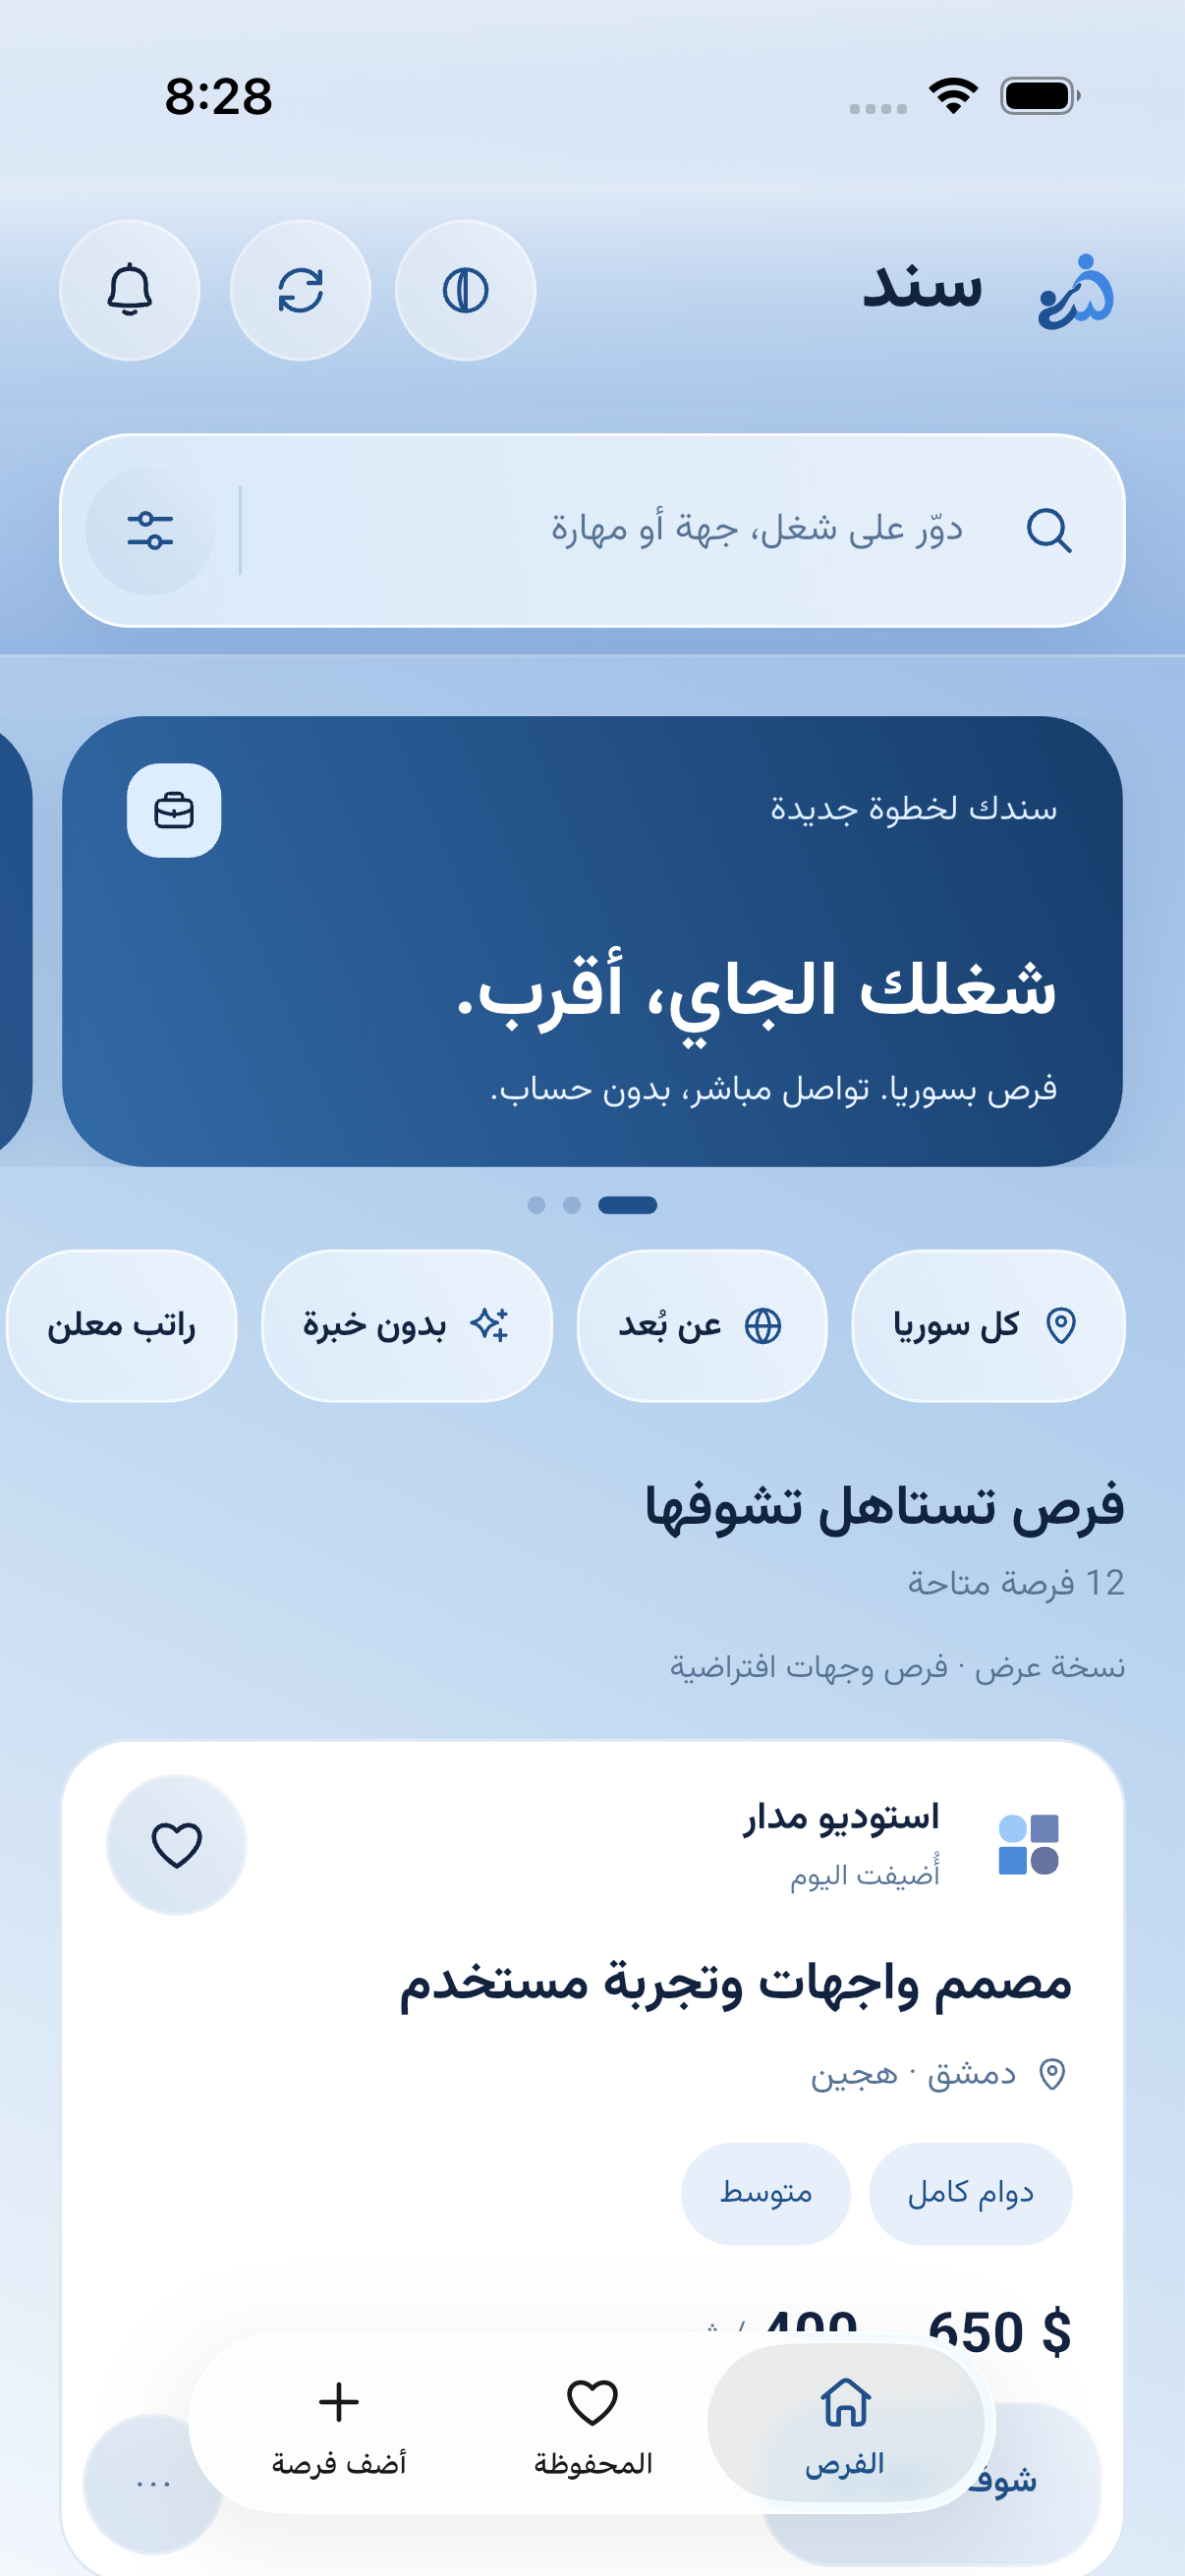 8:28
سند
دوّر على شغل، جهة أو مهارة
سندك لخطوة جديدة
شغلك الجاي، أقرب.
فرص بسوريا. تواصل مباشر، بدون حساب.
كل سوريا
عن بُعد
بدون خبرة
راتب معلن
فرص تستاهل تشوفها
12 فرصة متاحة
نسخة عرض · فرص وجهات افتراضية
استوديو مدار
أُضيفت اليوم
مصمم واجهات وتجربة مستخدم
دمشق · هجين
دوام كامل
متوسط
650 $ 400 /
الفرص
المحفوظة
أضف فرصة